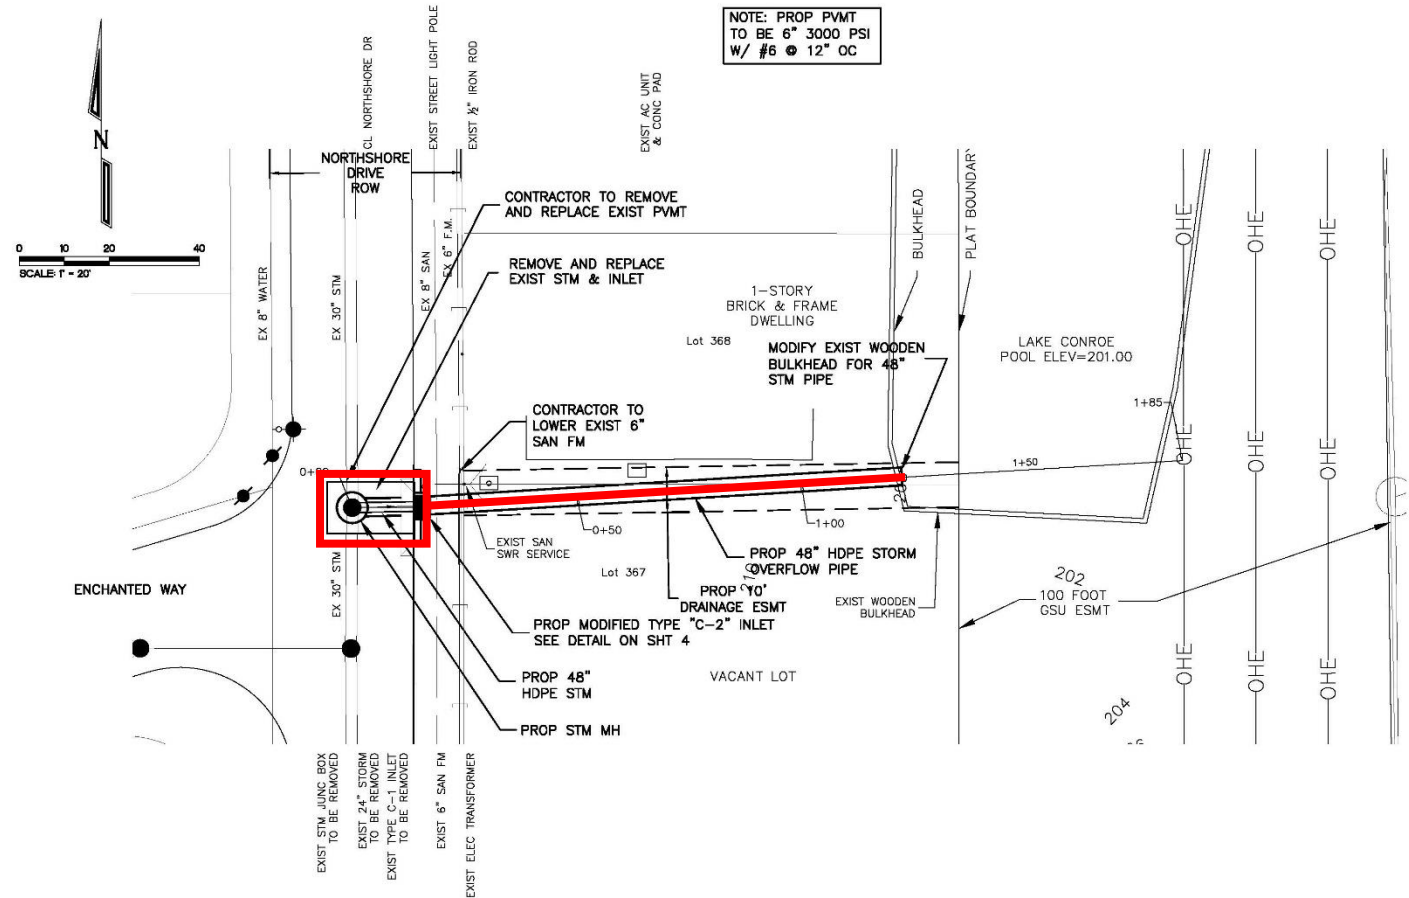 NOTE: PROP PVMT
TO BE 6" 3000 PSI
W/ #6 @ 12" OC
CL NORTHSHORE DR
EXIST STREET LIGHT POLE
EXIST ½" IRON ROD
EXIST AC UNIT
& CONC PAD
N
0 10 20 40
SCALE: 1" = 20'
NORTHSHORE
DRIVE
ROW
CONTRACTOR TO REMOVE
AND REPLACE EXIST PVMT
REMOVE AND REPLACE
EXIST STM & INLET
EX 8" WATER
EX 30" STM
EX 8" SAN
EX 6" F.M.
BULKHEAD
PLAT BOUNDARY
OHE
OHE
OHE
1-STORY
BRICK & FRAME
DWELLING
Lot 368
MODIFY EXIST WOODEN
BULKHEAD FOR 48"
STM PIPE
LAKE CONROE
POOL ELEV=201.00
1+85
CONTRACTOR TO
LOWER EXIST 6"
SAN FM
OHE
OHE
OHE
1+50
0+50
1+00
EXIST SAN
SWR SERVICE
PROP 48" HDPE STORM
OVERFLOW PIPE
Lot 367
210
PROP 10'
DRAINAGE ESMT
EXIST WOODEN
BULKHEAD
202
100 FOOT
GSU ESMT
ENCHANTED WAY
EX 30" STM
PROP MODIFIED TYPE "C-2" INLET
SEE DETAIL ON SHT 4
PROP 48"
HDPE STM
VACANT LOT
PROP STM MH
204
OHE
OHE
OHE
EXIST STM JUNC BOX
TO BE REMOVED
EXIST 24" STORM
TO BE REMOVED
EXIST TYPE C-1 INLET
TO BE REMOVED
EXIST 6" SAN FM
EXIST ELEC TRANSFORMER